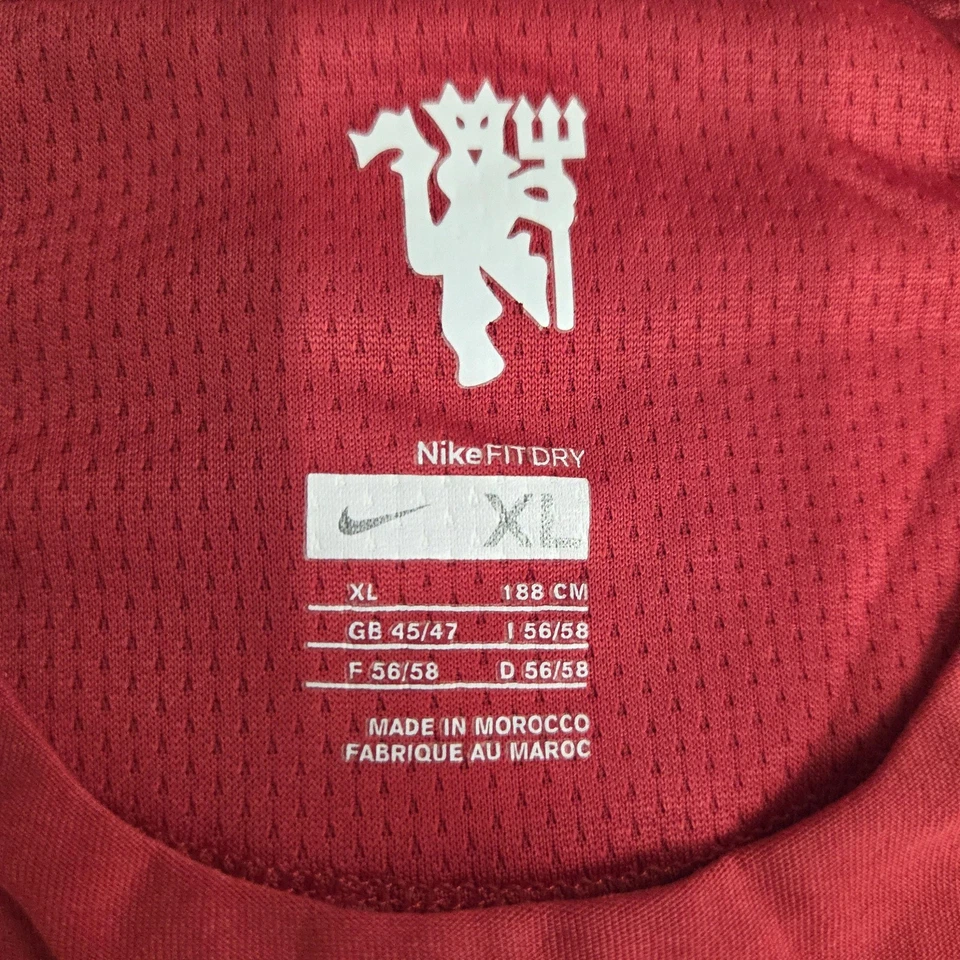 NikeFITDRY
XL
XL 188 CM
GB 45/47 I 56/58
F 56/58 D 56/58
MADE IN MOROCCO
FABRIQUE AU MAROC